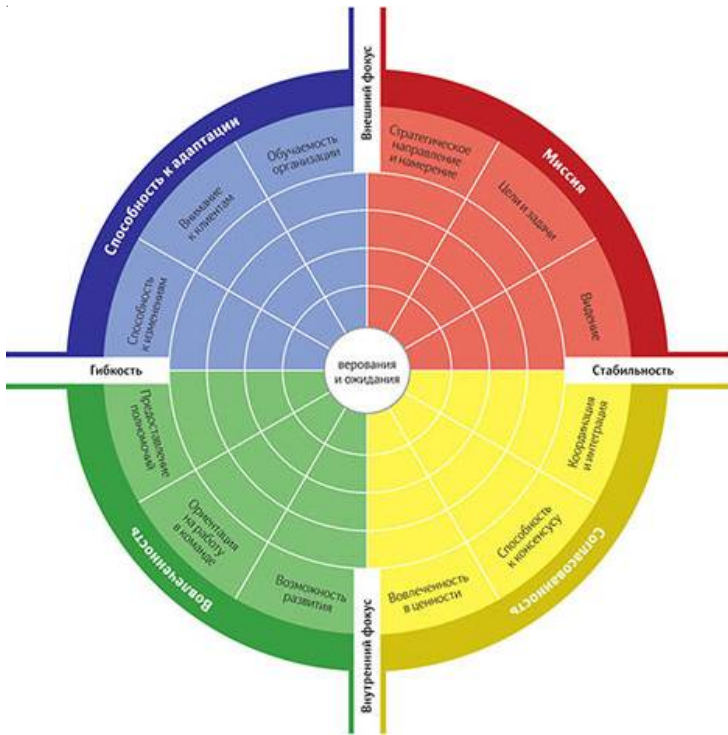 Внешний фокус
Способность к адаптации
Обучаемость
организации
Внимание
к клиентам
Способность
к изменениям
Миссия
Стратегическое
направление
и намерение
Цели и задачи
Видение
Гибкость
верования
и ожидания
Стабильность
Предоставление
полномочий
Ориентация
на работу
в команде
Возможность
развития
Вовлеченность
Координация
и интеграция
Способность
к консенсусу
Вовлечённость
в ценности
Согласованность
Внутренний фокус